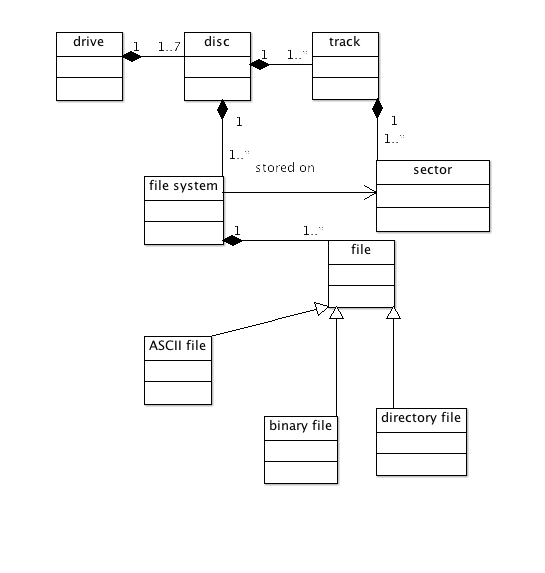 drive
1
1..7
disc
1
1..*
track
1
1..*
1
1..*
stored on
sector
file system
1
1..*
file
ASCII file
binary file
directory file